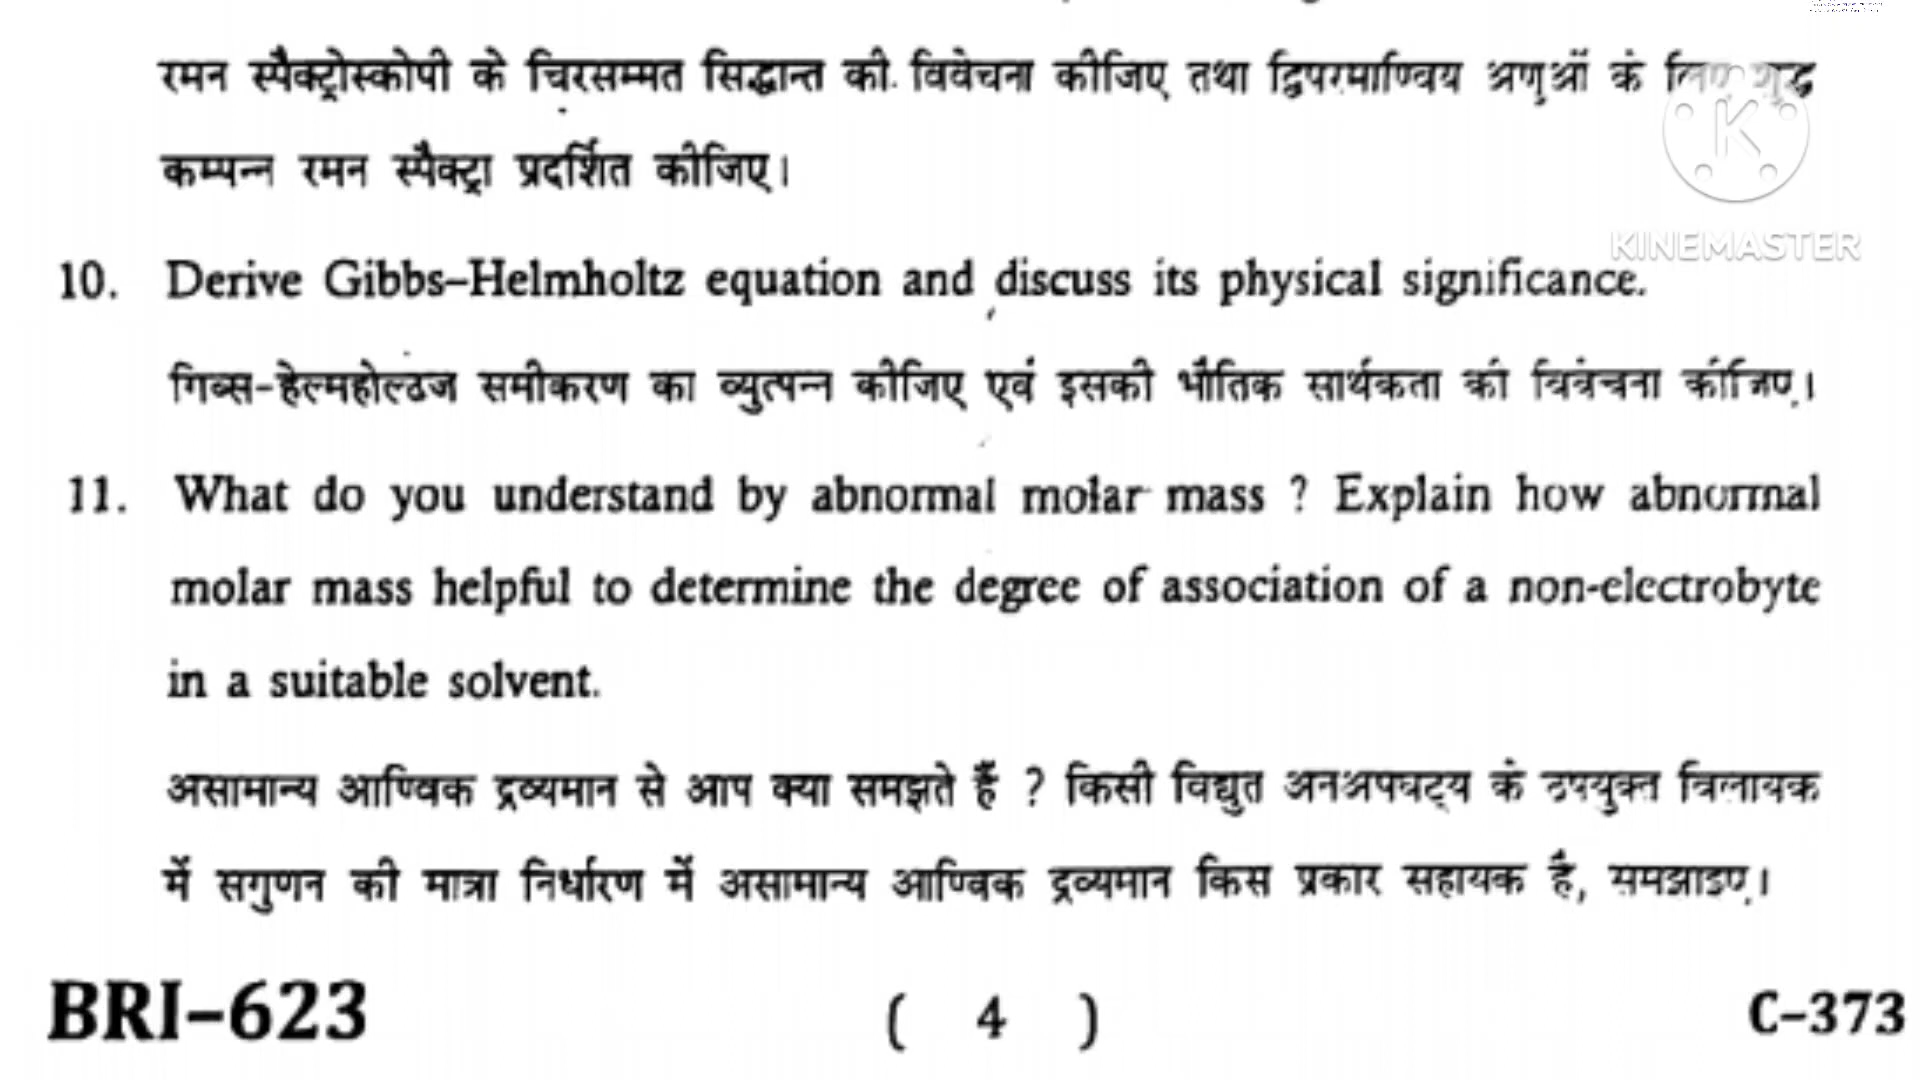 रमन स्पैक्ट्रोस्कोपी के चिरसम्मत सिद्धान्त की विवेचना कीजिए तथा द्विपरमाण्विय अणुओं के लिए शुद्ध
कम्पन्न रमन स्पैक्ट्रा प्रदर्शित कीजिए।
KINEMASTER
10. Derive Gibbs–Helmholtz equation and discuss its physical significance.
गिब्स-हेल्महोल्ठज समीकरण का व्युत्पन्न कीजिए एवं इसकी भौतिक सार्थकता की विवेचना कीजिए।
11. What do you understand by abnormal molar mass ? Explain how abnormal
molar mass helpful to determine the degree of association of a non-electrobyte
in a suitable solvent.
असामान्य आण्विक द्रव्यमान से आप क्या समझते हैं ? किसी विद्युत अनअपघट्य के उपयुक्त विलायक
में सगुणन की मात्रा निर्धारण में असामान्य आण्विक द्रव्यमान किस प्रकार सहायक है, समझाइए।
BRI–623 ( 4 ) C–373